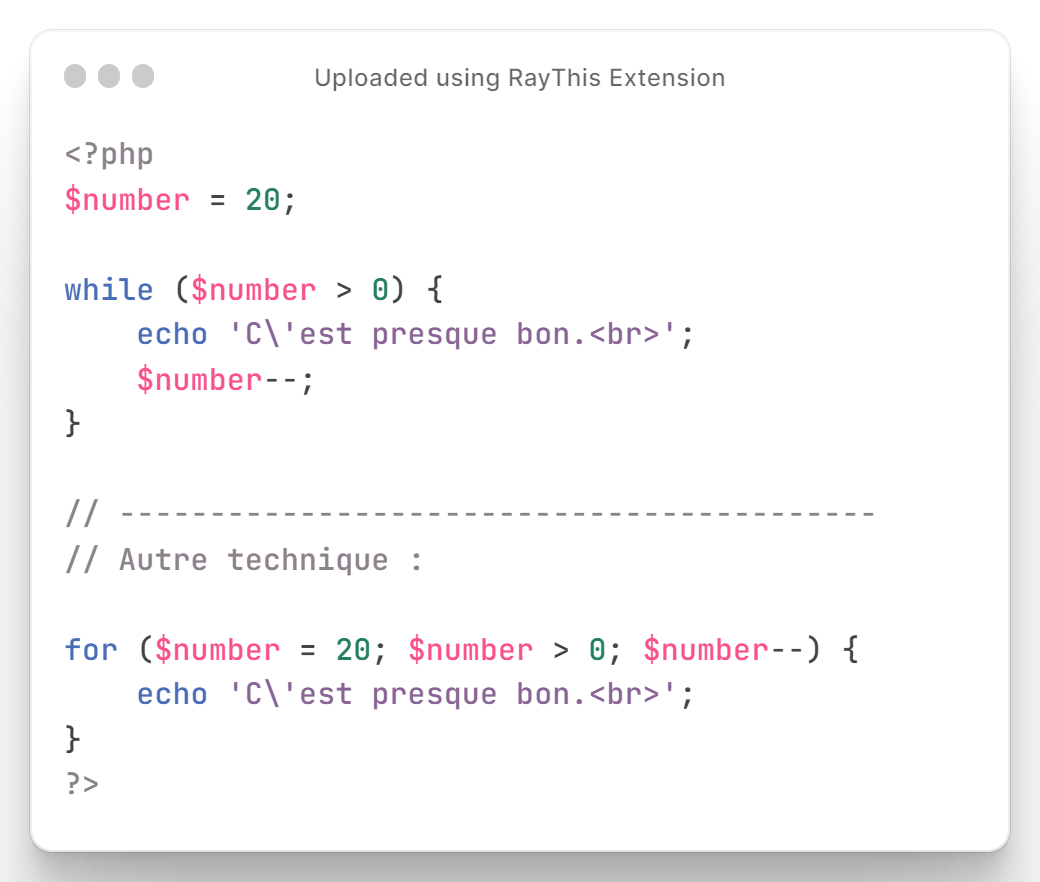 Uploaded using RayThis Extension
<?php
$number = 20;
while ($number > 0) {
    echo 'C\'est presque bon.<br>';
    $number--;
}
// ------------------------------------------
// Autre technique :
for ($number = 20; $number > 0; $number--) {
    echo 'C\'est presque bon.<br>';
}
?>